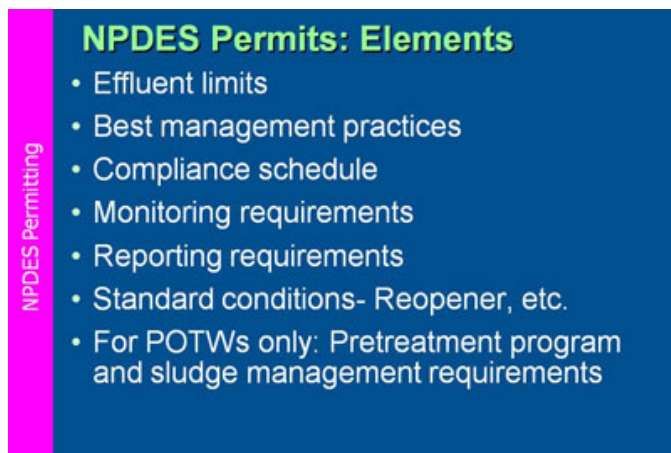 NPDES Permits: Elements
• Effluent limits
• Best management practices
• Compliance schedule
• Monitoring requirements
• Reporting requirements
• Standard conditions- Reopener, etc.
• For POTWs only: Pretreatment program
and sludge management requirements
NPDES Permitting